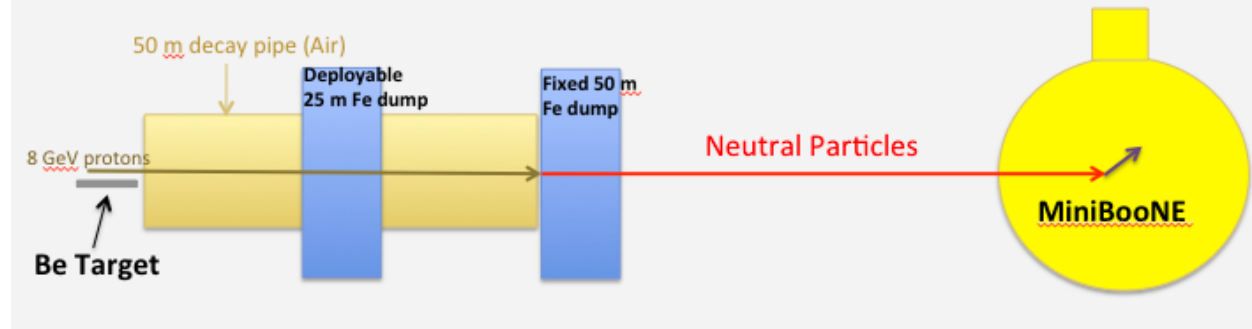 50 m decay pipe (Air)
Deployable
25 m Fe dump
Fixed 50 m
Fe dump
8 GeV protons
Neutral Particles
MiniBooNE
Be Target